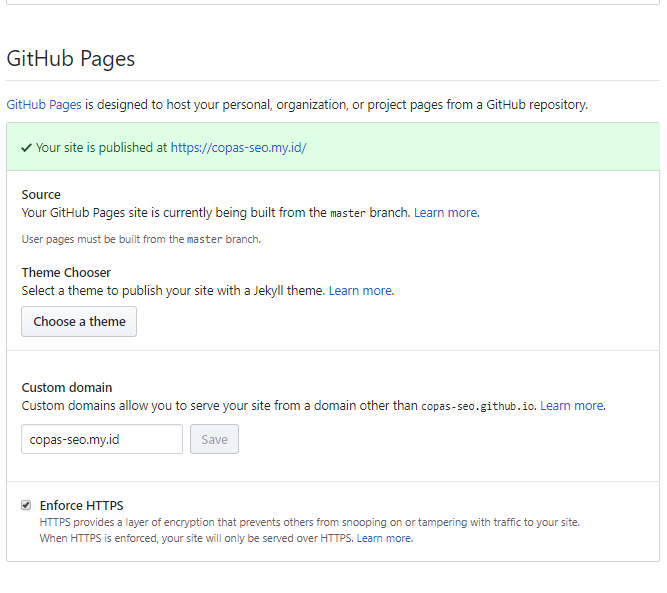 GitHub Pages
GitHub Pages is designed to host your personal, organization, or project pages from a GitHub repository.
Your site is published at https://copas-seo.my.id/
Source
Your GitHub Pages site is currently being built from the master branch. Learn more.
User pages must be built from the master branch.
Theme Chooser
Select a theme to publish your site with a Jekyll theme. Learn more.
Choose a theme
Custom domain
Custom domains allow you to serve your site from a domain other than copas-seo.github.io. Learn more.
copas-seo.my.id Save
Enforce HTTPS
HTTPS provides a layer of encryption that prevents others from snooping on or tampering with traffic to your site.
When HTTPS is enforced, your site will only be served over HTTPS. Learn more.